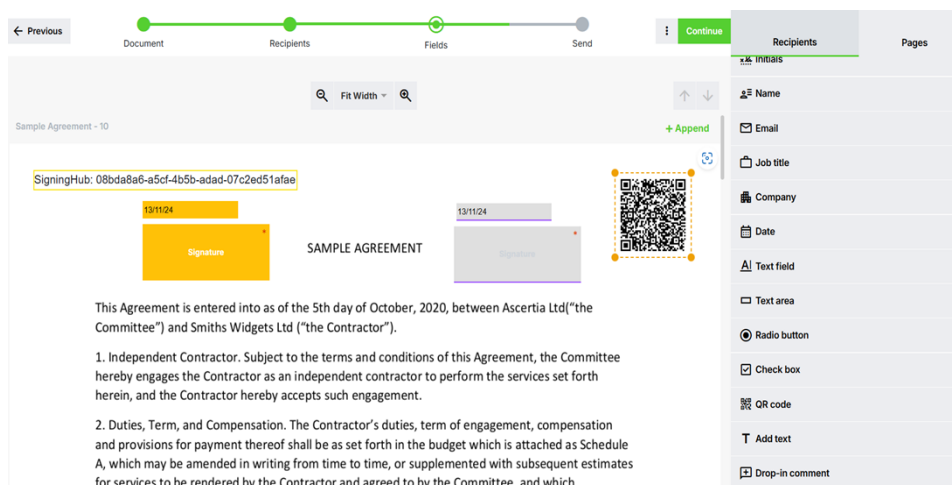 ← Previous
Document
Recipients
Fields
Send
Continue
Recipients
Pages
Initials
Name
Email
Job title
Company
Date
Text field
Text area
Radio button
Check box
QR code
Add text
Drop-in comment
Fit Width
Sample Agreement - 10
+ Append
SigningHub: 08bda8a6-a5cf-4b5b-adad-07c2ed51afae
13/11/24
Signature *
SAMPLE AGREEMENT
13/11/24
Signature *
This Agreement is entered into as of the 5th day of October, 2020, between Ascertia Ltd("the
Committee") and Smiths Widgets Ltd ("the Contractor").
1. Independent Contractor. Subject to the terms and conditions of this Agreement, the Committee
hereby engages the Contractor as an independent contractor to perform the services set forth
herein, and the Contractor hereby accepts such engagement.
2. Duties, Term, and Compensation. The Contractor's duties, term of engagement, compensation
and provisions for payment thereof shall be as set forth in the budget which is attached as Schedule
A, which may be amended in writing from time to time, or supplemented with subsequent estimates
for services to be rendered by the Contractor and agreed to by the Committee, and which